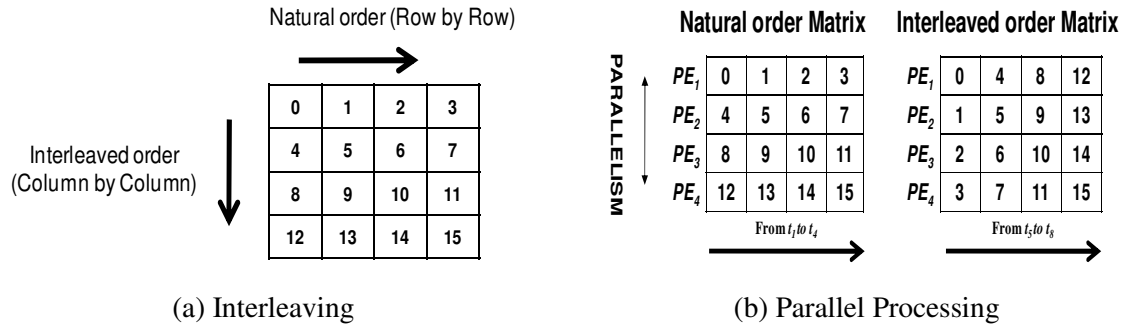 Natural order (Row by Row)
Interleaved order
(Column by Column)
0 1 2 3
4 5 6 7
8 9 10 11
12 13 14 15
(a) Interleaving
Natural order Matrix Interleaved order Matrix
PARALLELISM
PE1 0 1 2 3 PE1 0 4 8 12
PE2 4 5 6 7 PE2 1 5 9 13
PE3 8 9 10 11 PE3 2 6 10 14
PE4 12 13 14 15 PE4 3 7 11 15
From t1 to t4 From t5 to t8
(b) Parallel Processing